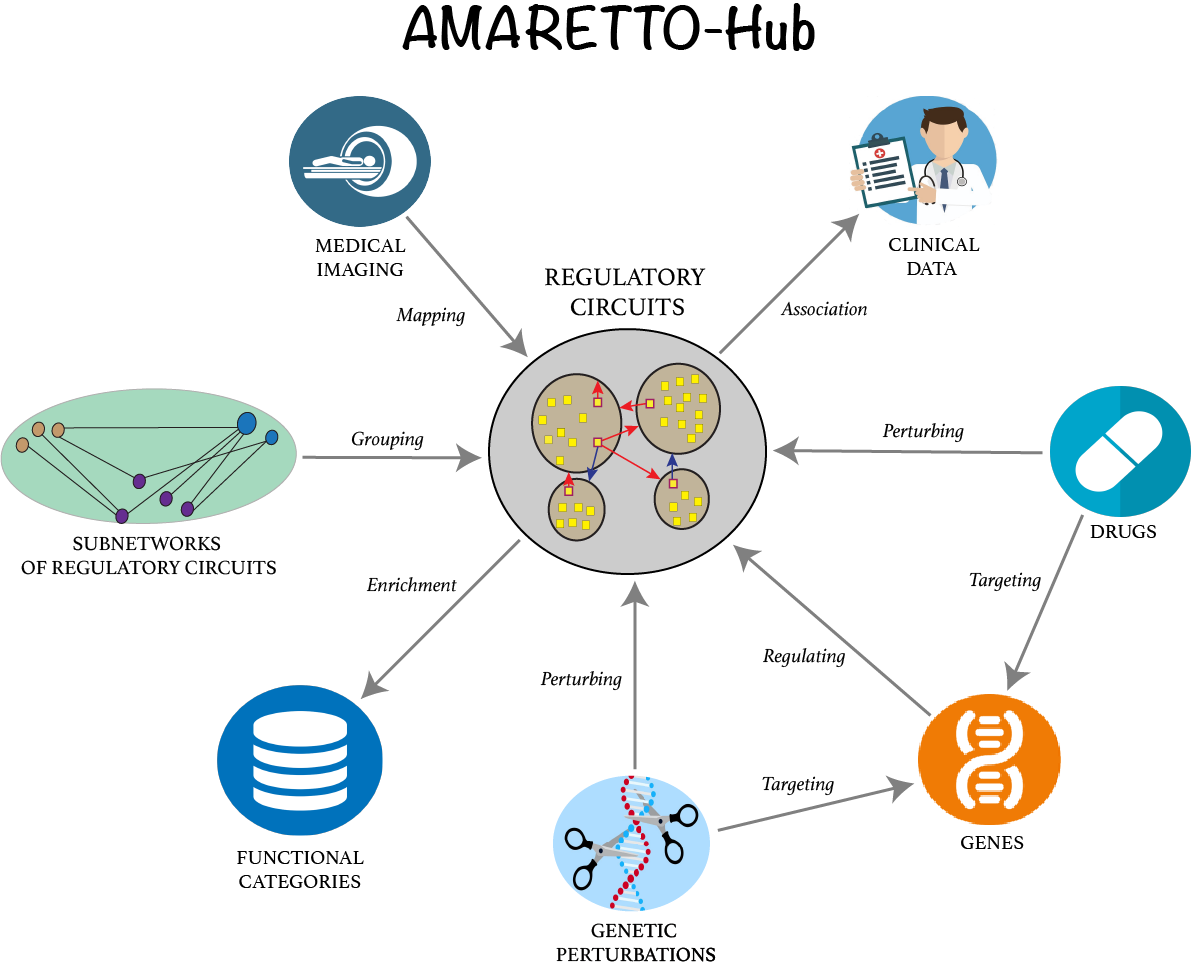 AMARETTO-Hub
MEDICAL
IMAGING
CLINICAL
DATA
REGULATORY
CIRCUITS
Mapping
Association
Grouping
Perturbing
SUBNETWORKS
OF REGULATORY CIRCUITS
DRUGS
Enrichment
Targeting
Perturbing
Regulating
Targeting
FUNCTIONAL
CATEGORIES
GENES
GENETIC
PERTURBATIONS